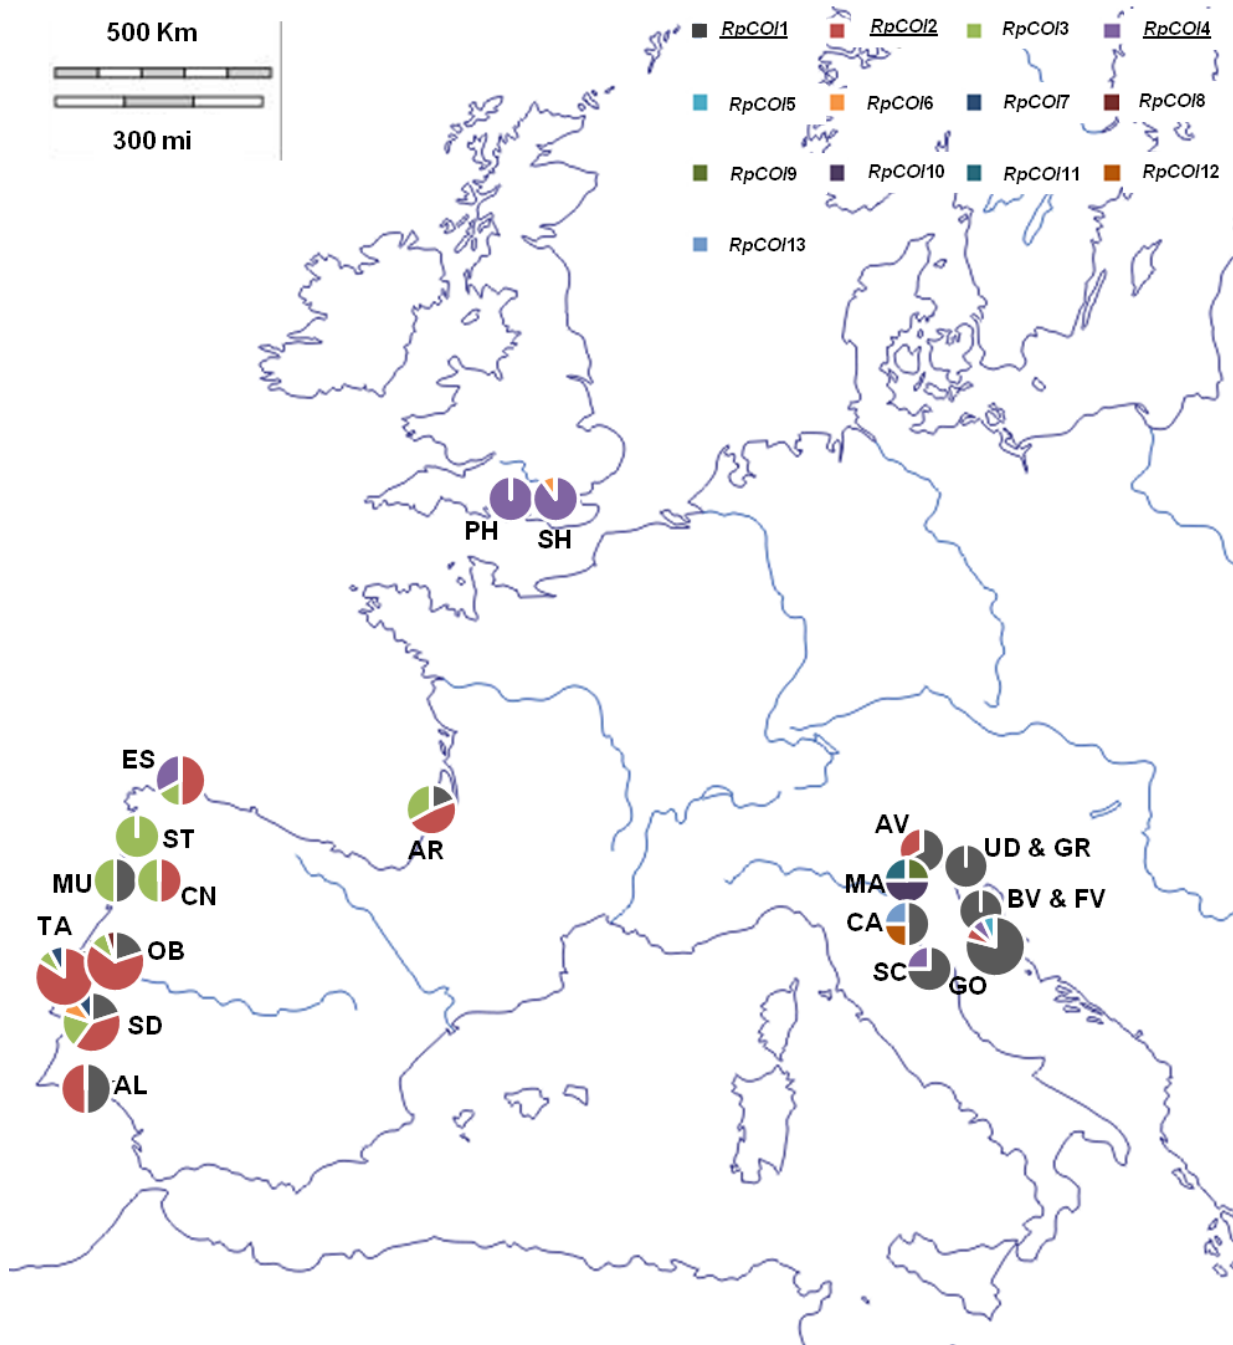 500 Km
300 mi
RpCOI1 RpCOI2 RpCOI3 RpCOI4
RpCOI5 RpCOI6 RpCOI7 RpCOI8
RpCOI9 RpCOI10 RpCOI11 RpCOI12
RpCOI13
PH
SH
ES
ST
AR
MU
CN
TA
OB
SD
AL
AV
UD & GR
MA
BV & FV
CA
SC
GO